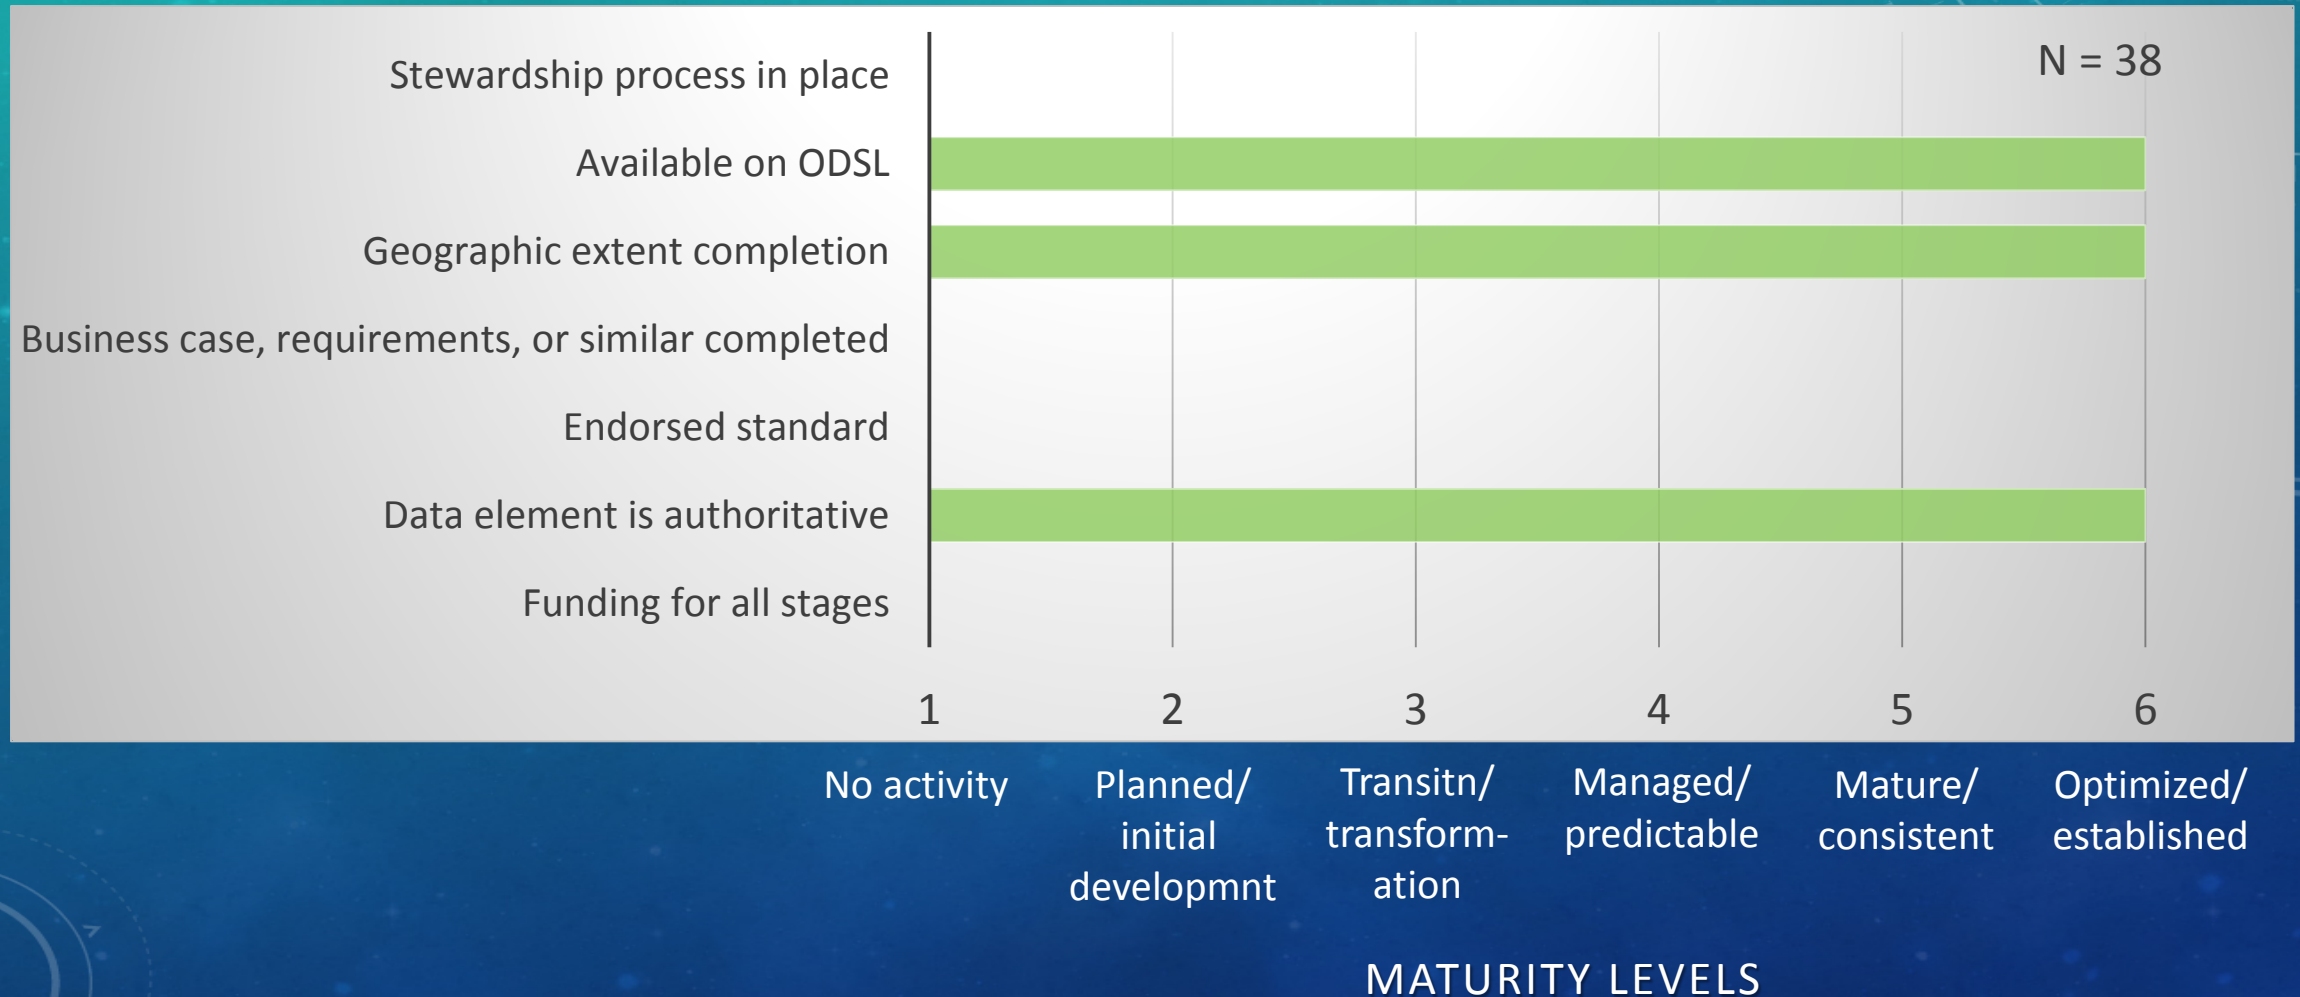 N = 38
Stewardship process in place
Available on ODSL
Geographic extent completion
Business case, requirements, or similar completed
Endorsed standard
Data element is authoritative
Funding for all stages
1 2 3 4 5 6
No activity
Planned/
initial
developmnt
Transitn/
transform-
ation
Managed/
predictable
Mature/
consistent
Optimized/
established
MATURITY LEVELS